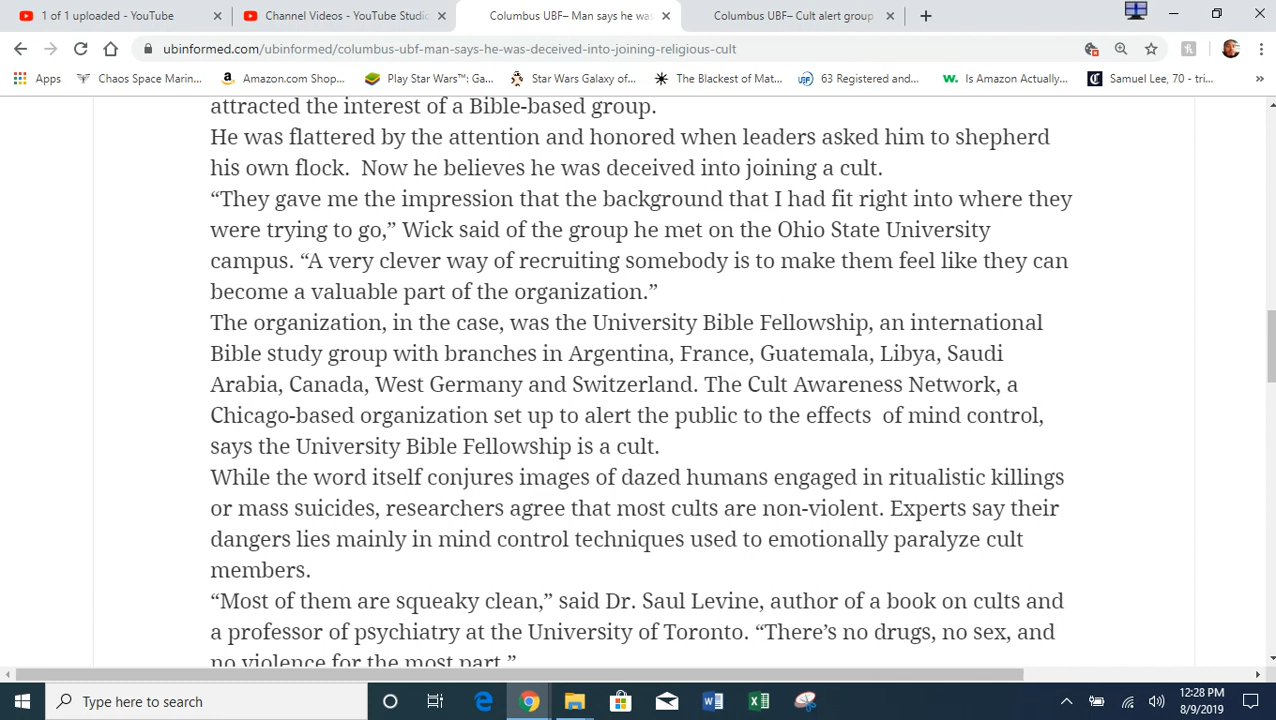 1 of 1 uploaded - YouTube
Channel Videos - YouTube Studio
Columbus UBF– Man says he was
Columbus UBF– Cult alert group
ubinformed.com/ubinformed/columbus-ubf-man-says-he-was-deceived-into-joining-religious-cult
Apps
Chaos Space Marin...
Amazon.com Shop...
Play Star Wars™: Ga...
Star Wars Galaxy of...
The Blackest of Mat...
63 Registered and...
Is Amazon Actually...
Samuel Lee, 70 - tri...
»
attracted the interest of a Bible-based group.
He was flattered by the attention and honored when leaders asked him to shepherd
his own flock.  Now he believes he was deceived into joining a cult.
“They gave me the impression that the background that I had fit right into where they
were trying to go,” Wick said of the group he met on the Ohio State University
campus. “A very clever way of recruiting somebody is to make them feel like they can
become a valuable part of the organization.”
The organization, in the case, was the University Bible Fellowship, an international
Bible study group with branches in Argentina, France, Guatemala, Libya, Saudi
Arabia, Canada, West Germany and Switzerland. The Cult Awareness Network, a
Chicago-based organization set up to alert the public to the effects  of mind control,
says the University Bible Fellowship is a cult.
While the word itself conjures images of dazed humans engaged in ritualistic killings
or mass suicides, researchers agree that most cults are non-violent. Experts say their
dangers lies mainly in mind control techniques used to emotionally paralyze cult
members.
“Most of them are squeaky clean,” said Dr. Saul Levine, author of a book on cults and
a professor of psychiatry at the University of Toronto. “There’s no drugs, no sex, and
no violence for the most part.”
Type here to search
12:28 PM
8/9/2019